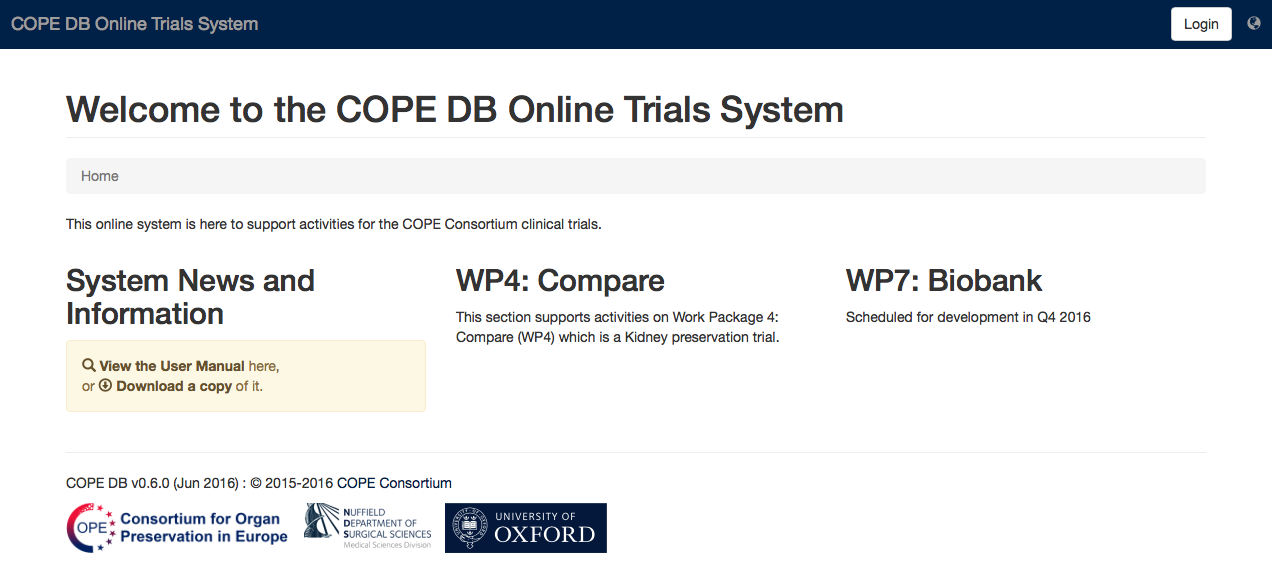 COPE DB Online Trials System
Login
Welcome to the COPE DB Online Trials System
Home
This online system is here to support activities for the COPE Consortium clinical trials.
System News and
Information
View the User Manual here,
or Download a copy of it.
WP4: Compare
This section supports activities on Work Package 4:
Compare (WP4) which is a Kidney preservation trial.
WP7: Biobank
Scheduled for development in Q4 2016
COPE DB v0.6.0 (Jun 2016) : © 2015-2016 COPE Consortium
COPE
Consortium for Organ
Preservation in Europe
NUFFIELD
DEPARTMENT OF
SURGICAL SCIENCES
Medical Sciences Division
UNIVERSITY OF
OXFORD